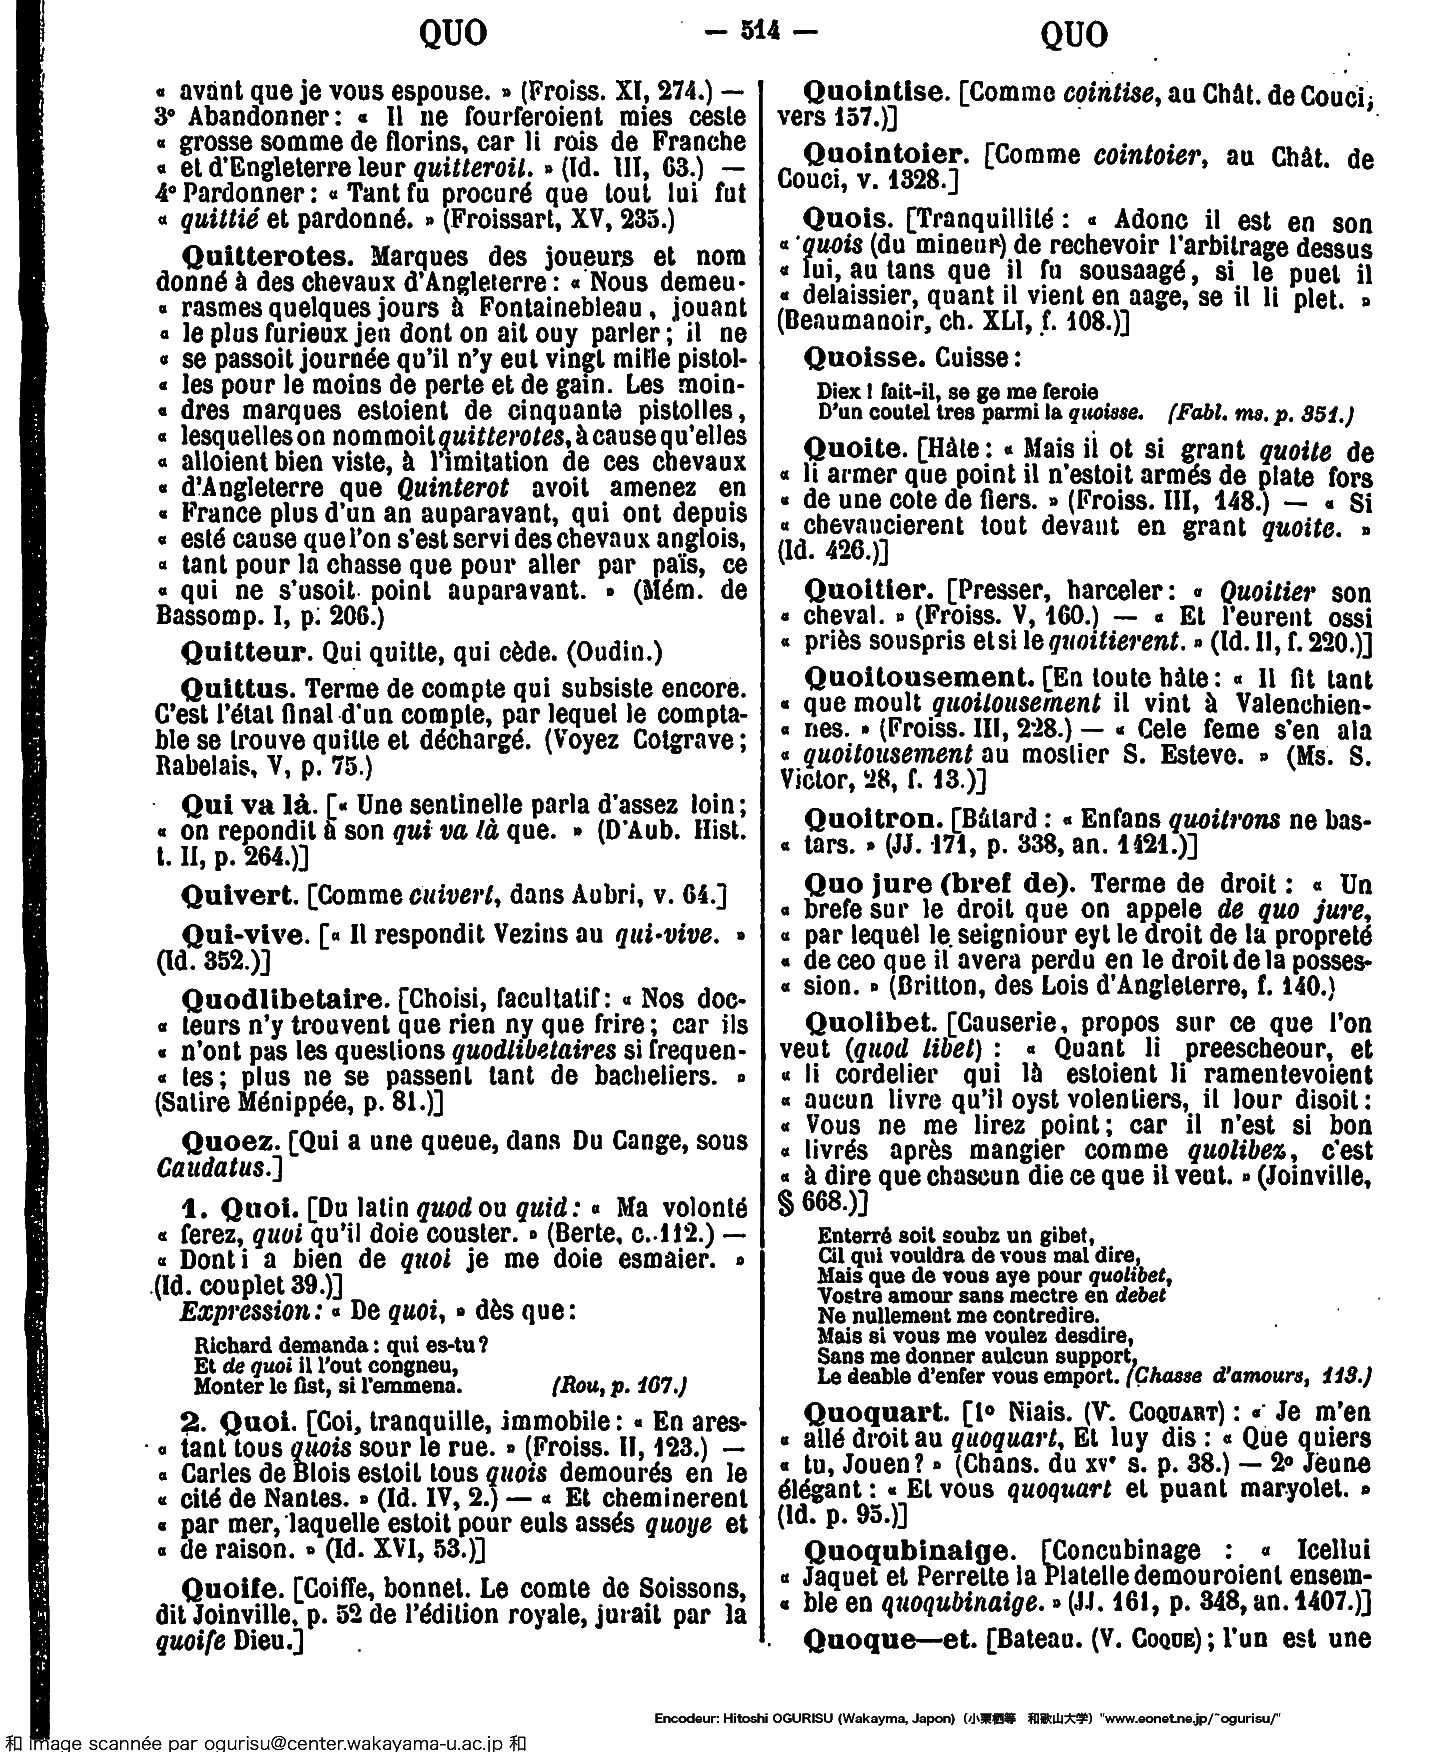 QUO — 514 — QUO
« avant que je vous espouse. » (Froiss. XI, 274.) —
3º Abandonner : « Il ne fourferoient mies ceste
« grosse somme de florins, car li rois de Franche
« et d'Engleterre leur quitteroit. » (Id. III, 63.) —
4º Pardonner : « Tant fu procuré que tout lui fut
« quittié et pardonné. » (Froissart, XV, 235.)
Quitterotes. Marques des joueurs et nom
donné à des chevaux d'Angleterre : « Nous demeu-
« rasmes quelques jours à Fontainebleau, jouant
« le plus furieux jeu dont on ait ouy parler ; il ne
« se passoit journée qu'il n'y eut vingt mille pistol-
« les pour le moins de perte et de gain. Les moin-
« dres marques estoient de cinquante pistolles,
« lesquelles on nommoit quitterotes, à cause qu'elles
« alloient bien viste, à l'imitation de ces chevaux
« d'Angleterre que Quinterot avoit amenez en
« France plus d'un an auparavant, qui ont depuis
« esté cause que l'on s'est servi des chevaux anglois,
« tant pour la chasse que pour aller par païs, ce
« qui ne s'usoit point auparavant. » (Mém. de
Bassomp. I, p. 206.)
Quitteur. Qui quitte, qui cède. (Oudin.)
Quittus. Terme de compte qui subsiste encore.
C'est l'état final d'un compte, par lequel le compta-
ble se trouve quitte et déchargé. (Voyez Cotgrave ;
Rabelais, V, p. 75.)
Qui va là. [« Une sentinelle parla d'assez loin ;
« on repondit à son qui va là que. » (D'Aub. Hist.
t. II, p. 264.)]
Quivert. [Comme cuivert, dans Aubri, v. 64.]
Qui-vive. [« Il respondit Vezins au qui-vive. »
(Id. 352.)]
Quodlibetaire. [Choisi, facultatif : « Nos doc-
« teurs n'y trouvent que rien ny que frire ; car ils
« n'ont pas les questions quodlibetaires si frequen-
« tes ; plus ne se passent tant de bacheliers. »
(Satire Ménippée, p. 81.)]
Quoez. [Qui a une queue, dans Du Cange, sous
Caudatus.]
1. Quoi. [Du latin quod ou quid : « Ma volonté
« ferez, quoi qu'il doie couster. » (Berte, c. 112.) —
« Dont i a bien de quoi je me doie esmaier. »
(Id. couplet 39.)]
Expression : « De quoi, » dès que :
Richard demanda : qui es-tu ?
Et de quoi il l'out congneu,
Monter le fist, si l'emmena. (Rou, p. 167.)
2. Quoi. [Coi, tranquille, immobile : « En ares-
« tant tous quois sour le rue. » (Froiss. II, 123.) —
« Carles de Blois estoit tous quois demourés en le
« cité de Nantes. » (Id. IV, 2.) — « Et cheminerent
« par mer, laquelle estoit pour euls assés quoye et
« de raison. » (Id. XVI, 53.)]
Quoife. [Coiffe, bonnet. Le comte de Soissons,
dit Joinville, p. 52 de l'édition royale, jurait par la
quoife Dieu.]
Quointise. [Comme cointise, au Chât. de Couci,
vers 157.)]
Quointoier. [Comme cointoier, au Chât. de
Couci, v. 1328.]
Quois. [Tranquillité : « Adonc il est en son
« quois (du mineur) de rechevoir l'arbitrage dessus
« lui, au tans que il fu sousaagé, si le puet il
« delaissier, quant il vient en aage, se il li plet. »
(Beaumanoir, ch. XLI, f. 108.)]
Quoisse. Cuisse :
Diex ! fait-il, se ge me feroie
D'un coutel tres parmi la quoisse. (Fabl. ms. p. 351.)
Quoite. [Hâte : « Mais il ot si grant quoite de
« li armer que point il n'estoit armés de plate fors
« de une cote de fiers. » (Froiss. III, 148.) — « Si
« chevaucierent tout devant en grant quoite. »
(Id. 426.)]
Quoitier. [Presser, harceler : « Quoitier son
« cheval. » (Froiss. V, 160.) — « Et l'eurent ossi
« priès souspris et si le quoitierent. » (Id. II, f. 220.)]
Quoitousement. [En toute hâte : « Il fit tant
« que moult quoitousement il vint à Valenchien-
« nes. » (Froiss. III, 228.) — « Cele feme s'en ala
« quoitousement au mostier S. Esteve. » (Ms. S.
Victor, 28, f. 13.)]
Quoitron. [Bâtard : « Enfans quoitrons ne bas-
« tars. » (JJ. 171, p. 338, an. 1421.)]
Quo jure (bref de). Terme de droit : « Un
« brefe sur le droit que on appele de quo jure,
« par lequel le seigniour eyt le droit de la propreté
« de ceo que il avera perdu en le droit de la posses-
« sion. » (Britton, des Lois d'Angleterre, f. 140.)
Quolibet. [Causerie, propos sur ce que l'on
veut (quod libet) : « Quant li preescheour, et
« li cordelier qui là estoient li ramentevoient
« aucun livre qu'il oyst volentiers, il lour disoit :
« Vous ne me lirez point ; car il n'est si bon
« livrés après mangier comme quolibez, c'est
« à dire que chascun die ce que il veut. » (Joinville,
§ 668.)]
Enterré soit soubz un gibet,
Cil qui vouldra de vous mal dire,
Mais que de vous aye pour quolibet,
Vostre amour sans mectre en debet
Ne nullement me contredire.
Mais si vous me voulez desdire,
Sans me donner aulcun support,
Le deable d'enfer vous emport. (Chasse d'amours, 113.)
Quoquart. [1º Niais. (V. COQUART) : « Je m'en
« allé droit au quoquart, Et luy dis : « Que quiers
« tu, Jouen ? » (Chans. du xvᵉ s. p. 38.) — 2º Jeune
élégant : « Et vous quoquart et puant maryolet. »
(Id. p. 95.)]
Quoqubinaige. [Concubinage : « Icellui
« Jaquet et Perrette la Platelle demouroient ensem-
« ble en quoqubinaige. » (JJ. 161, p. 348, an. 1407.)]
Quoque—et. [Bateau. (V. COQUE) ; l'un est une
Encodeur: Hitoshi OGURISU (Wakayma, Japon) (小栗栖等 和歌山大学) "www.eonet.ne.jp/~ogurisu/"
和 Image scannée par ogurisu@center.wakayama-u.ac.jp 和